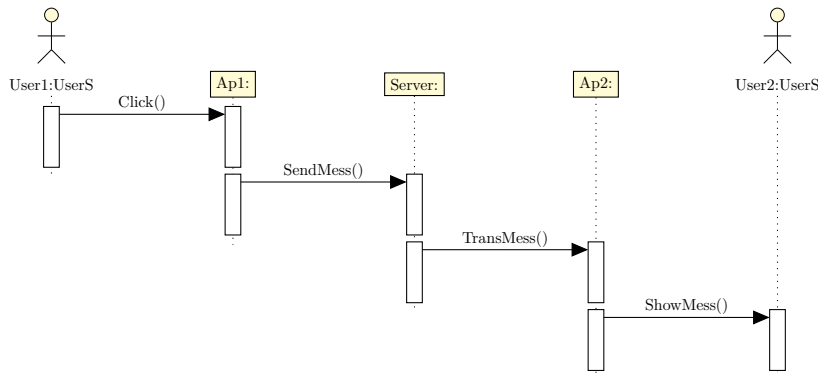 User1:UserS
Ap1:
Server:
Ap2:
User2:UserS
Click()
SendMess()
TransMess()
ShowMess()